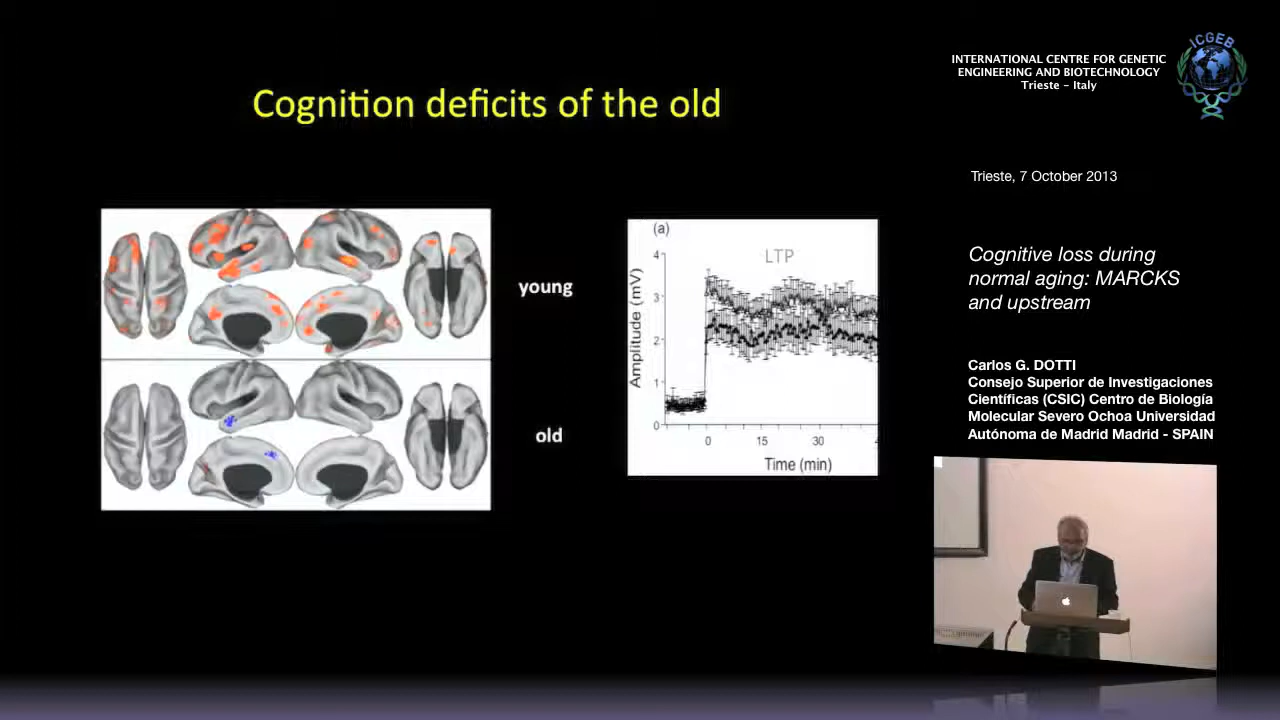 Cognition deficits of the old
young
old
(a)
LTP
Amplitude (mV)
4
3
2
1
0
0
15
30
4
Time (min)
INTERNATIONAL CENTRE FOR GENETIC
ENGINEERING AND BIOTECHNOLOGY
Trieste – Italy
ICGEB
Trieste, 7 October 2013
Cognitive loss during
normal aging: MARCKS
and upstream
Carlos G. DOTTI
Consejo Superior de Investigaciones
Científicas (CSIC) Centro de Biología
Molecular Severo Ochoa Universidad
Autónoma de Madrid Madrid - SPAIN